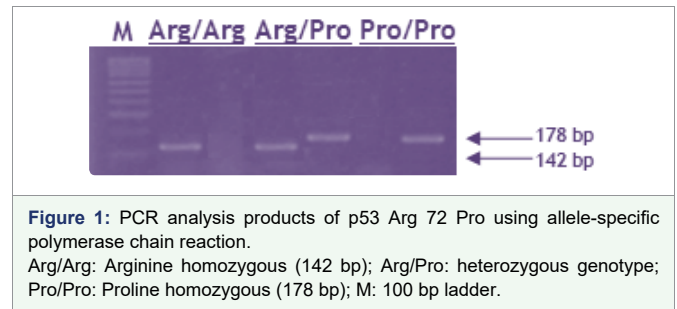 M Arg/Arg Arg/Pro Pro/Pro
178 bp
142 bp
Figure 1: PCR analysis products of p53 Arg 72 Pro using allele-specific
polymerase chain reaction.
Arg/Arg: Arginine homozygous (142 bp); Arg/Pro: heterozygous genotype;
Pro/Pro: Proline homozygous (178 bp); M: 100 bp ladder.